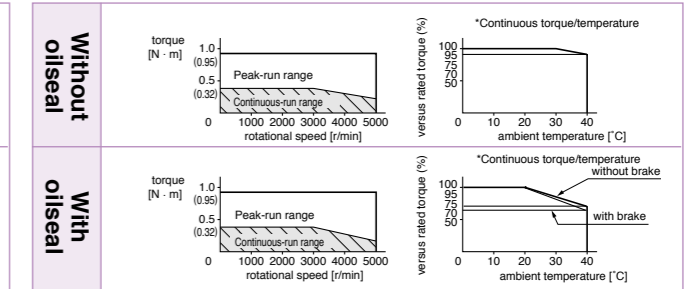 Without oilseal
torque
[N · m]
1.0
(0.95)
0.5
(0.32)
0
Peak-run range
Continuous-run range
1000 2000 3000 4000 5000
rotational speed [r/min]
*Continuous torque/temperature
versus rated torque (%)
100
95
75
70
50
0 10 20 30 40
ambient temperature [˚C]
With oilseal
torque
[N · m]
1.0
(0.95)
0.5
(0.32)
0
Peak-run range
Continuous-run range
1000 2000 3000 4000 5000
rotational speed [r/min]
*Continuous torque/temperature
without brake
versus rated torque (%)
100
95
75
70
50
with brake
0 10 20 30 40
ambient temperature [˚C]